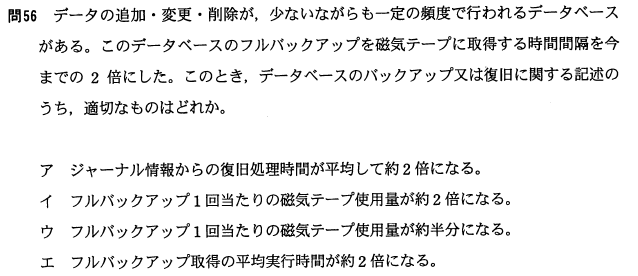 問56 データの追加・変更・削除が，少ないながらも一定の頻度で行われるデータベース
がある。このデータベースのフルバックアップを磁気テープに取得する時間間隔を今
までの 2 倍にした。このとき，データベースのバックアップ又は復旧に関する記述の
うち，適切なものはどれか。
ア ジャーナル情報からの復旧処理時間が平均して約 2 倍になる。
イ フルバックアップ 1 回当たりの磁気テープ使用量が約 2 倍になる。
ウ フルバックアップ 1 回当たりの磁気テープ使用量が約半分になる。
エ フルバックアップ取得の平均実行時間が約 2 倍になる。